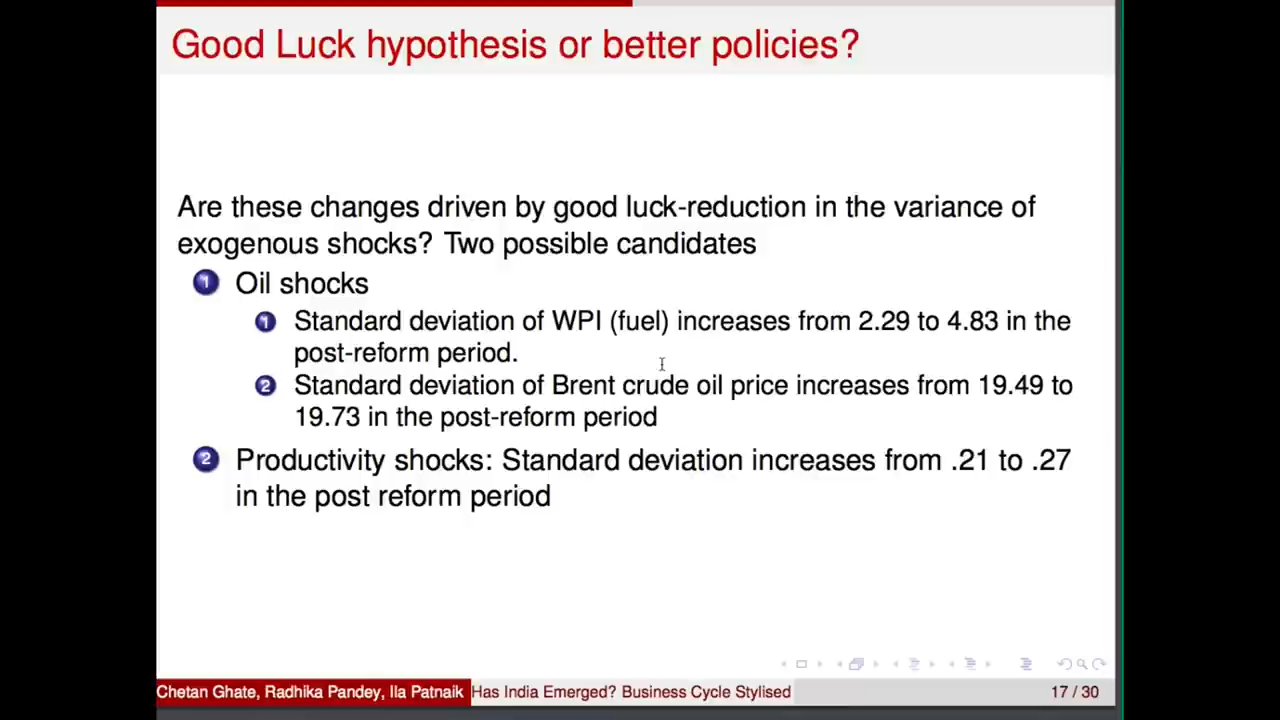 Good Luck hypothesis or better policies?
Are these changes driven by good luck-reduction in the variance of
exogenous shocks? Two possible candidates
1 Oil shocks
1 Standard deviation of WPI (fuel) increases from 2.29 to 4.83 in the
post-reform period.
2 Standard deviation of Brent crude oil price increases from 19.49 to
19.73 in the post-reform period
2 Productivity shocks: Standard deviation increases from .21 to .27
in the post reform period
Chetan Ghate, Radhika Pandey, Ila Patnaik Has India Emerged? Business Cycle Stylised 17 / 30